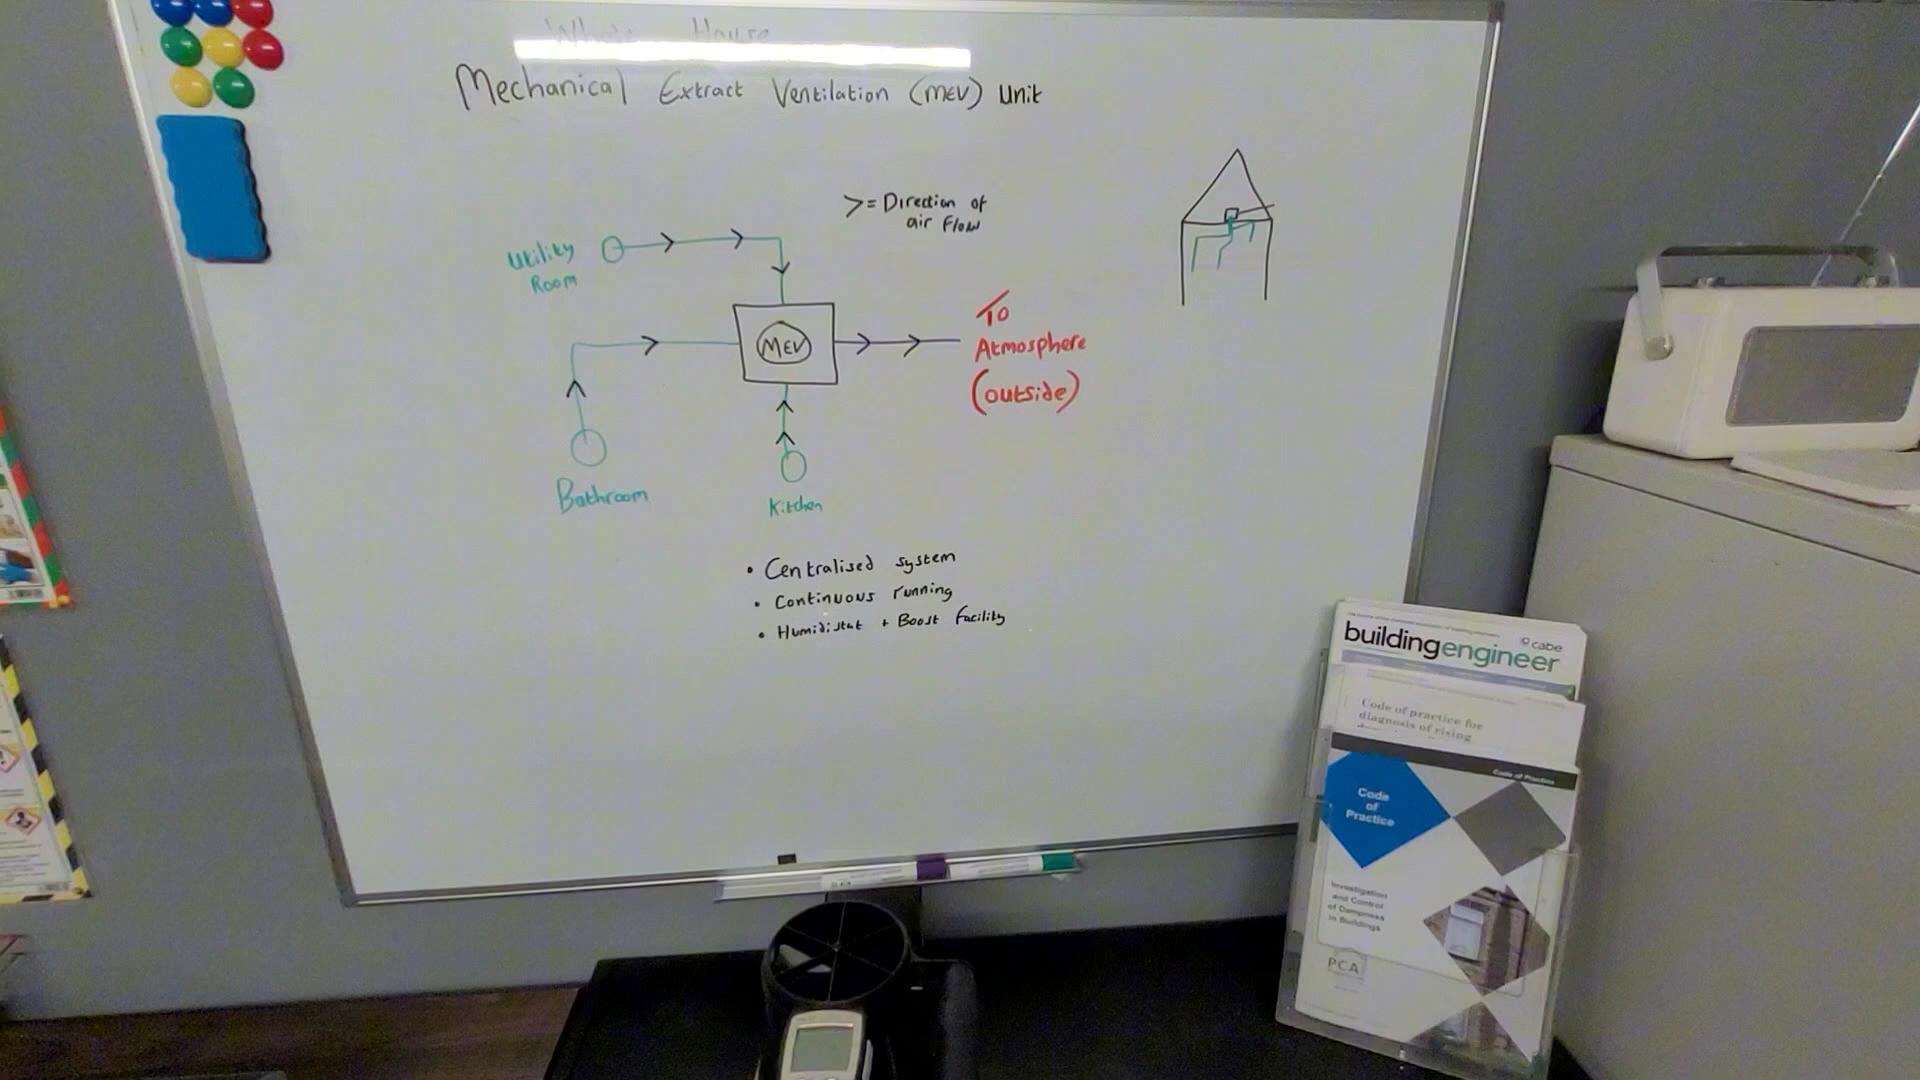 Whole House
Mechanical Extract Ventilation (MEV) Unit
> = Direction of
air Flow
Utility
Room
MEV
To
Atmosphere
(outside)
Bathroom
Kitchen
• Centralised system
• Continuous running
• Humidistat + Boost Facility
buildingengineer
cabe
Code of practice for
diagnosis of rising
Code of Practice
Code
of
Practice
Investigation
and Control
of Dampness
in Buildings
PCA